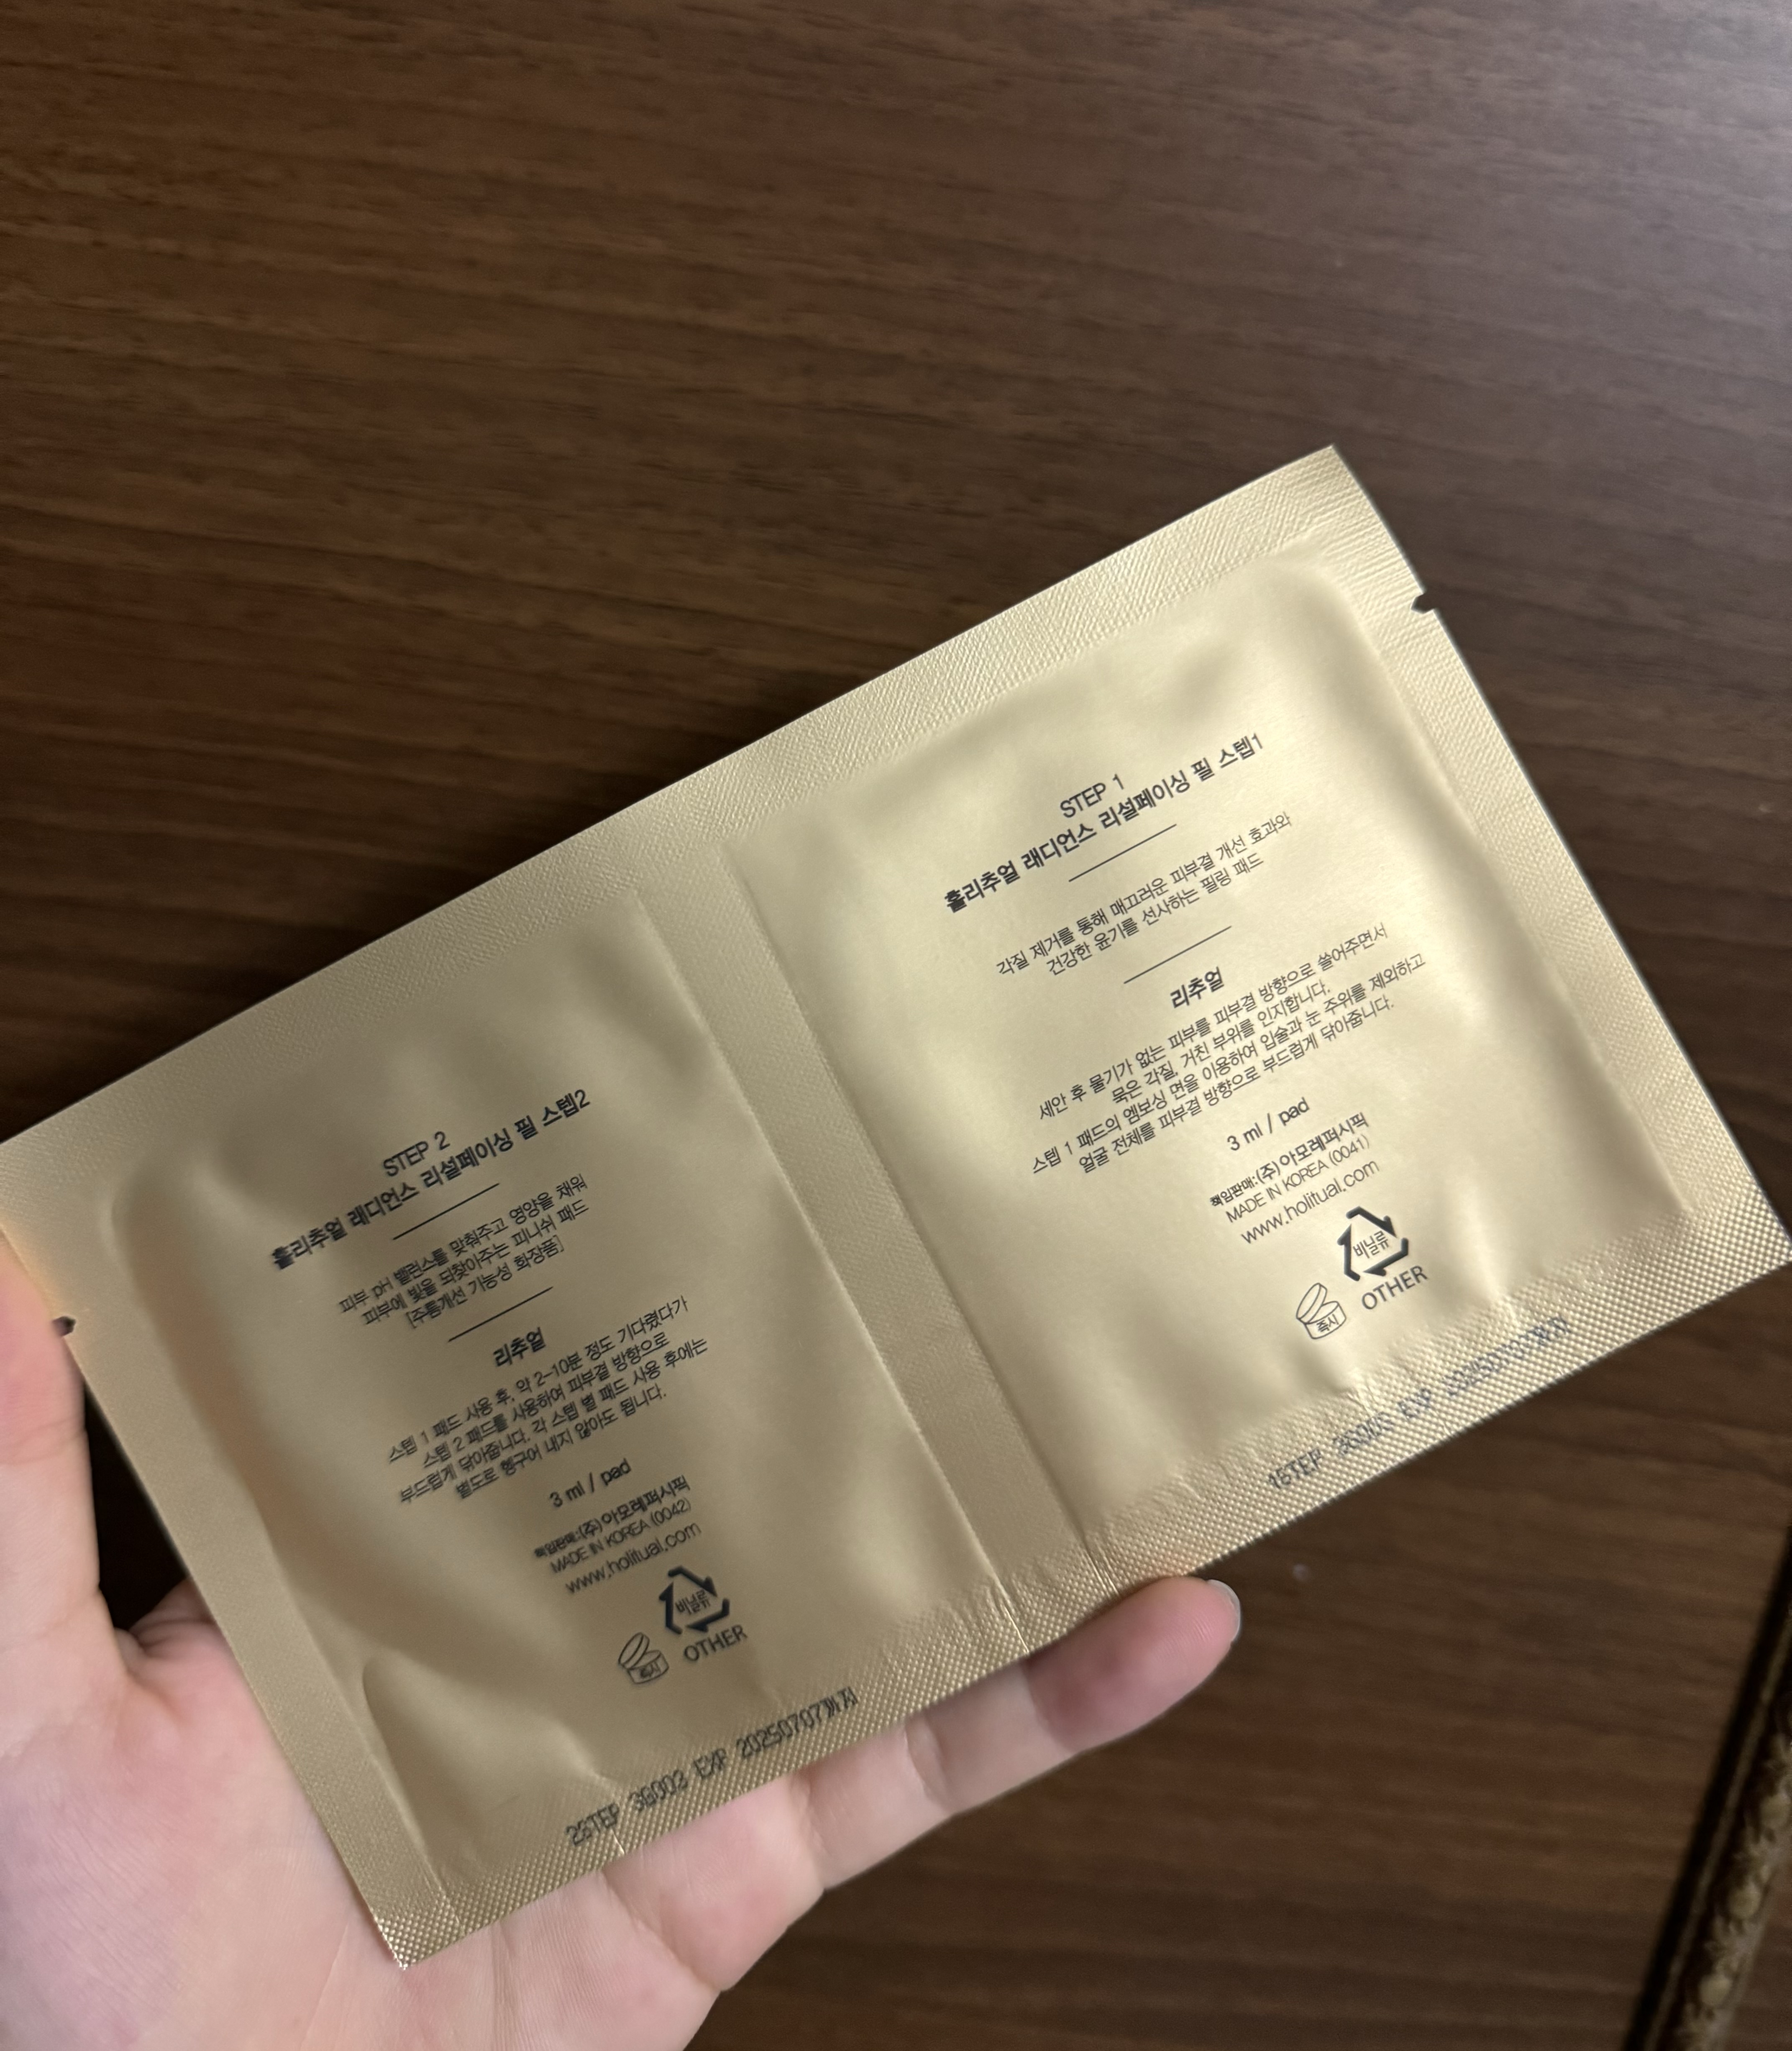 STEP 1
홀리추얼 래디언스 리설페이싱 필 스텝1
각질 제거를 통해 매끄러운 피부결 개선 효과와
건강한 윤기를 선사하는 필링 패드
리추얼
세안 후 물기가 없는 피부를 피부결 방향으로 쓸어주면서
묵은 각질, 거친 부위를 인지합니다.
스텝 1 패드의 엠보싱 면을 이용하여 입술과 눈 주위를 제외하고
얼굴 전체를 피부결 방향으로 부드럽게 닦아줍니다.
3 ml / pad
책임판매:(주)아모레퍼시픽
MADE IN KOREA (0041)
www.holitual.com
비닐류
OTHER
즉시
1STEP EXP
STEP 2
홀리추얼 래디언스 리설페이싱 필 스텝2
피부 pH 밸런스를 맞춰주고 영양을 채워
피부에 빛을 되찾아주는 피니쉬 패드
[주름개선 기능성 화장품]
리추얼
스텝 1 패드 사용 후, 약 2-10분 정도 기다렸다가
스텝 2 패드를 사용하여 피부결 방향으로
부드럽게 닦아줍니다. 각 스텝 별 패드 사용 후에는
별도로 헹구어 내지 않아도 됩니다.
3 ml / pad
책임판매:(주)아모레퍼시픽
MADE IN KOREA (0042)
www.holitual.com
비닐류
OTHER
즉시
2STEP EXP 20250707까지